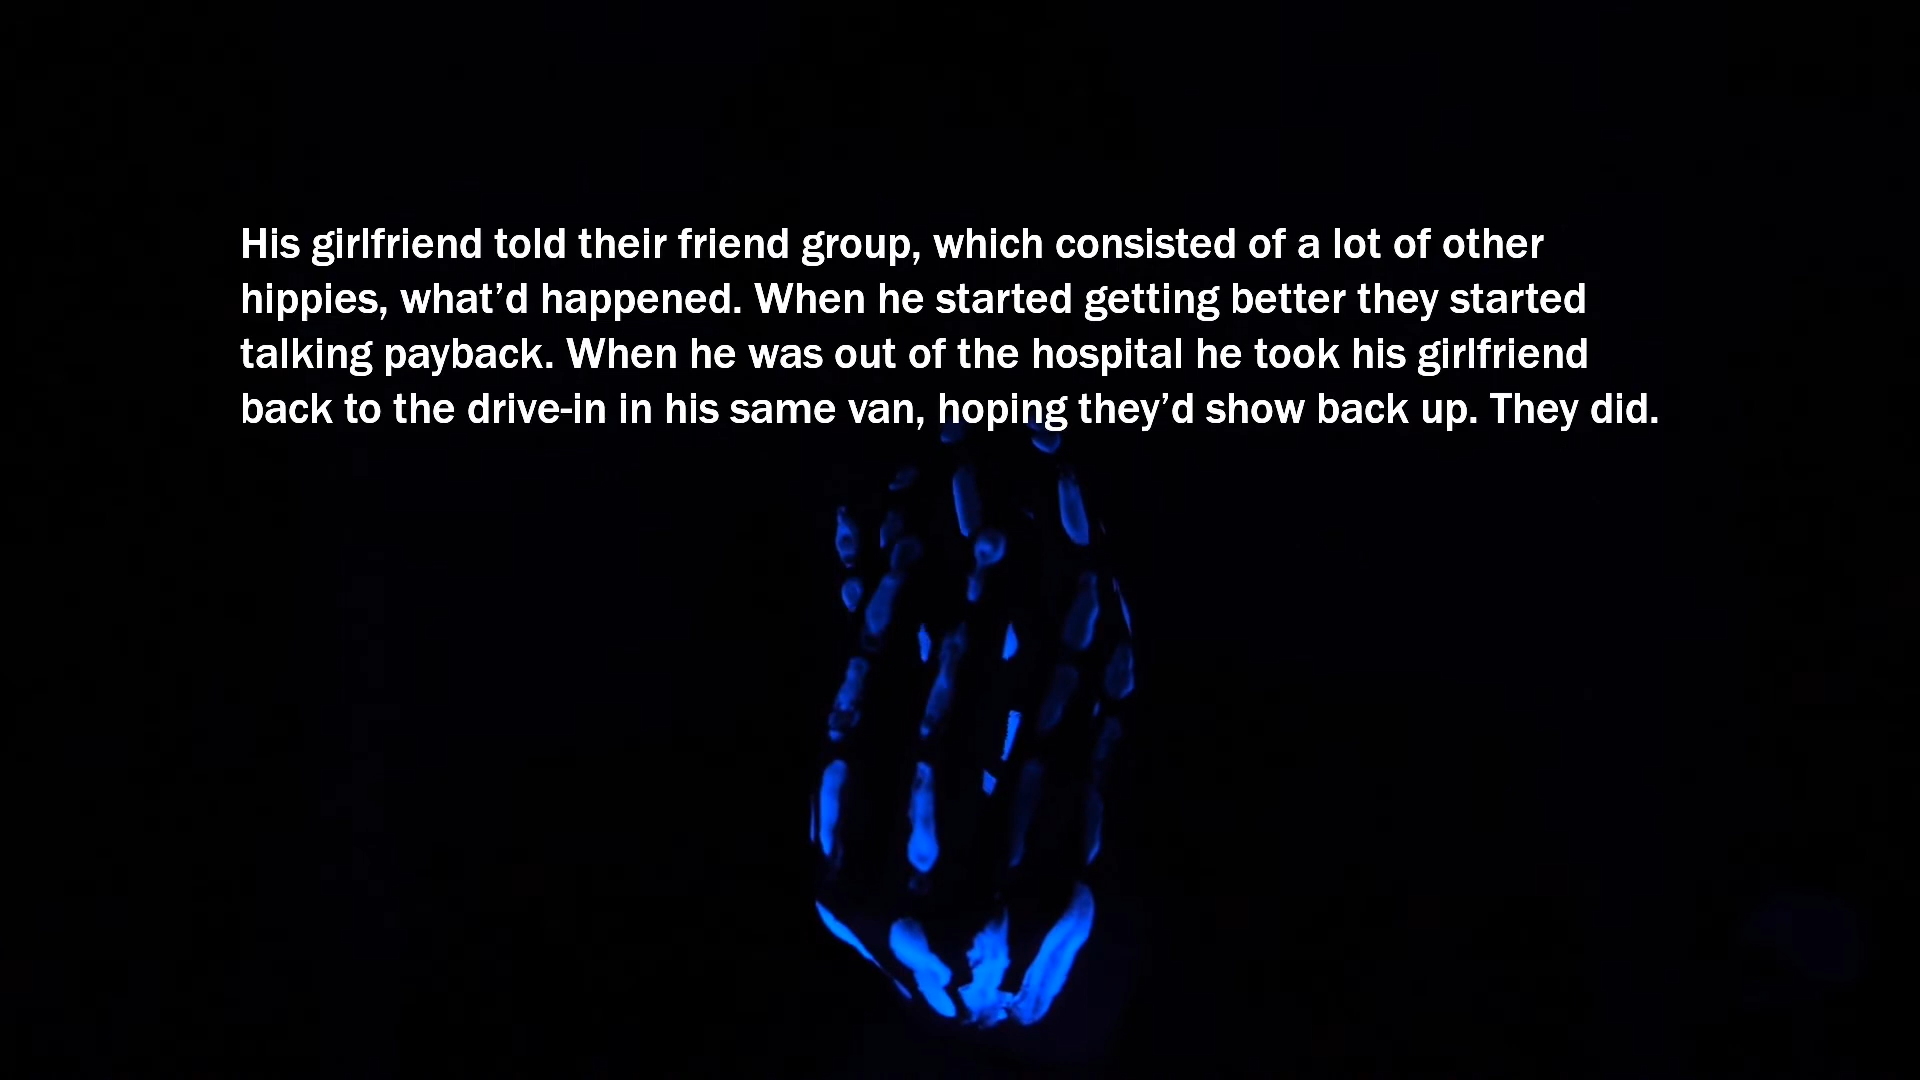 His girlfriend told their friend group, which consisted of a lot of other
hippies, what’d happened. When he started getting better they started
talking payback. When he was out of the hospital he took his girlfriend
back to the drive-in in his same van, hoping they’d show back up. They did.